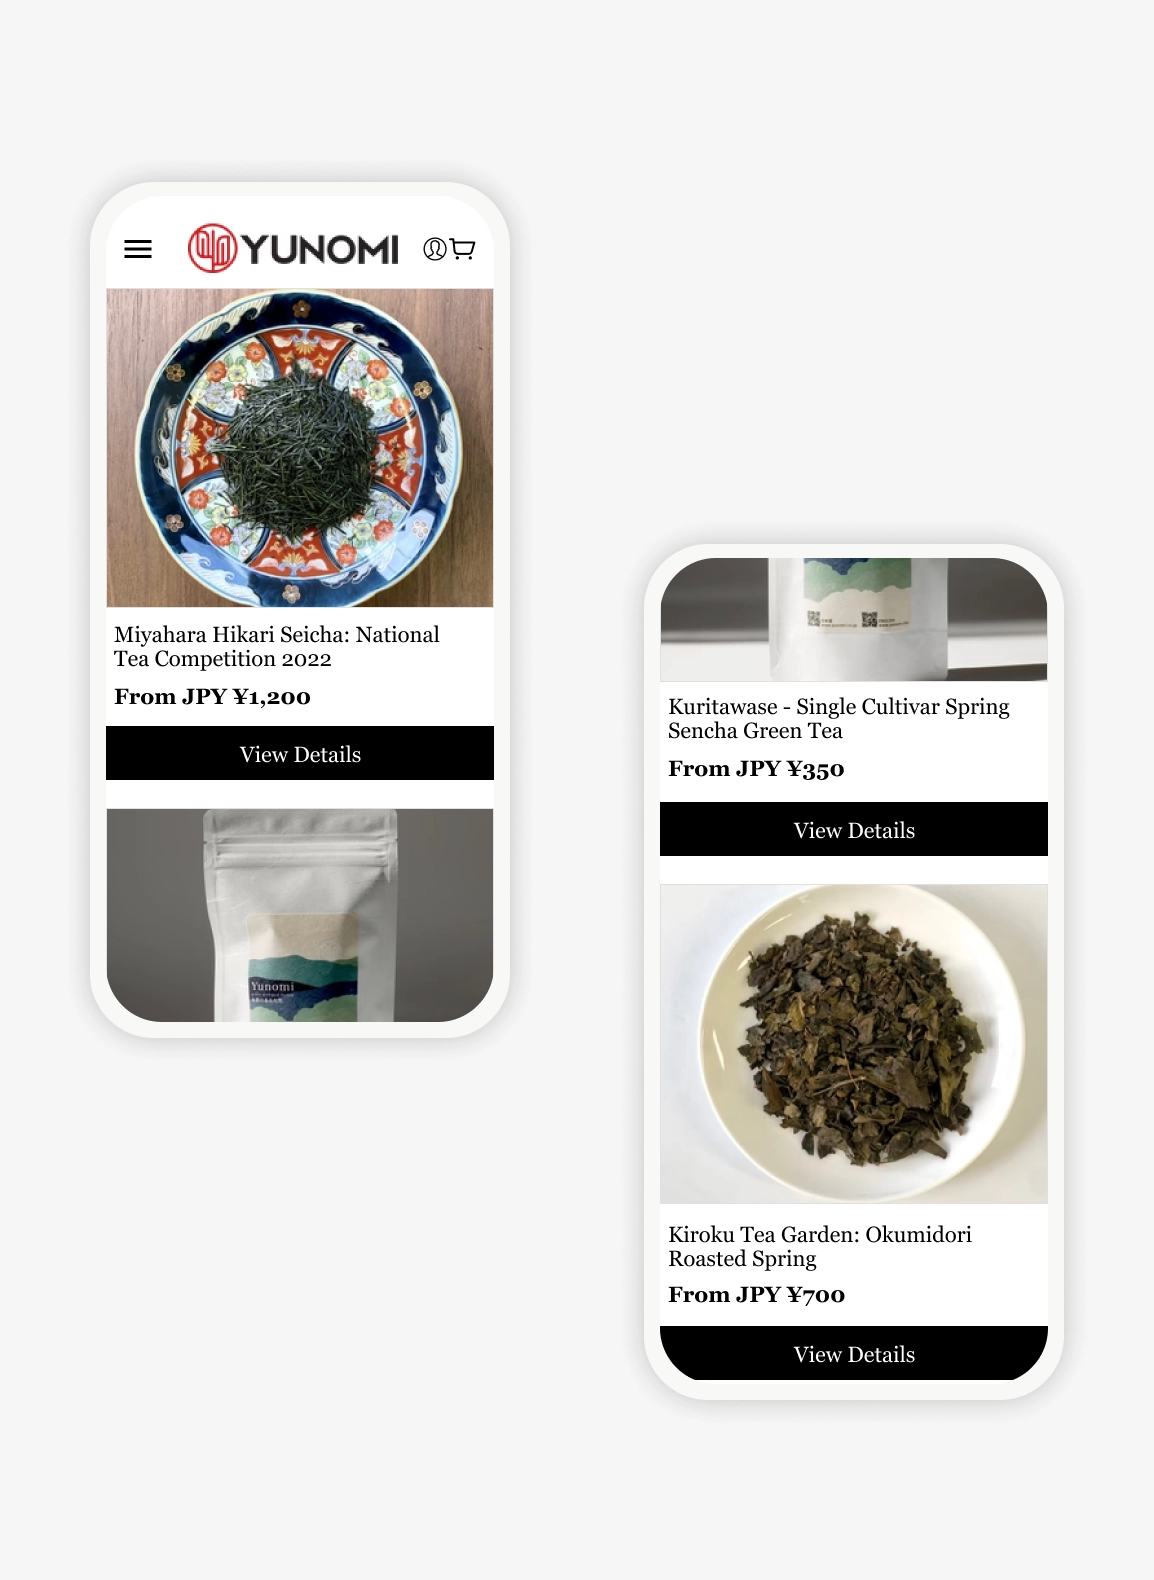 YUNOMI
Miyahara Hikari Seicha: National
Tea Competition 2022
From JPY ¥1,200
View Details
Yunomi
Kuritawase - Single Cultivar Spring
Sencha Green Tea
From JPY ¥350
View Details
Kiroku Tea Garden: Okumidori
Roasted Spring
From JPY ¥700
View Details